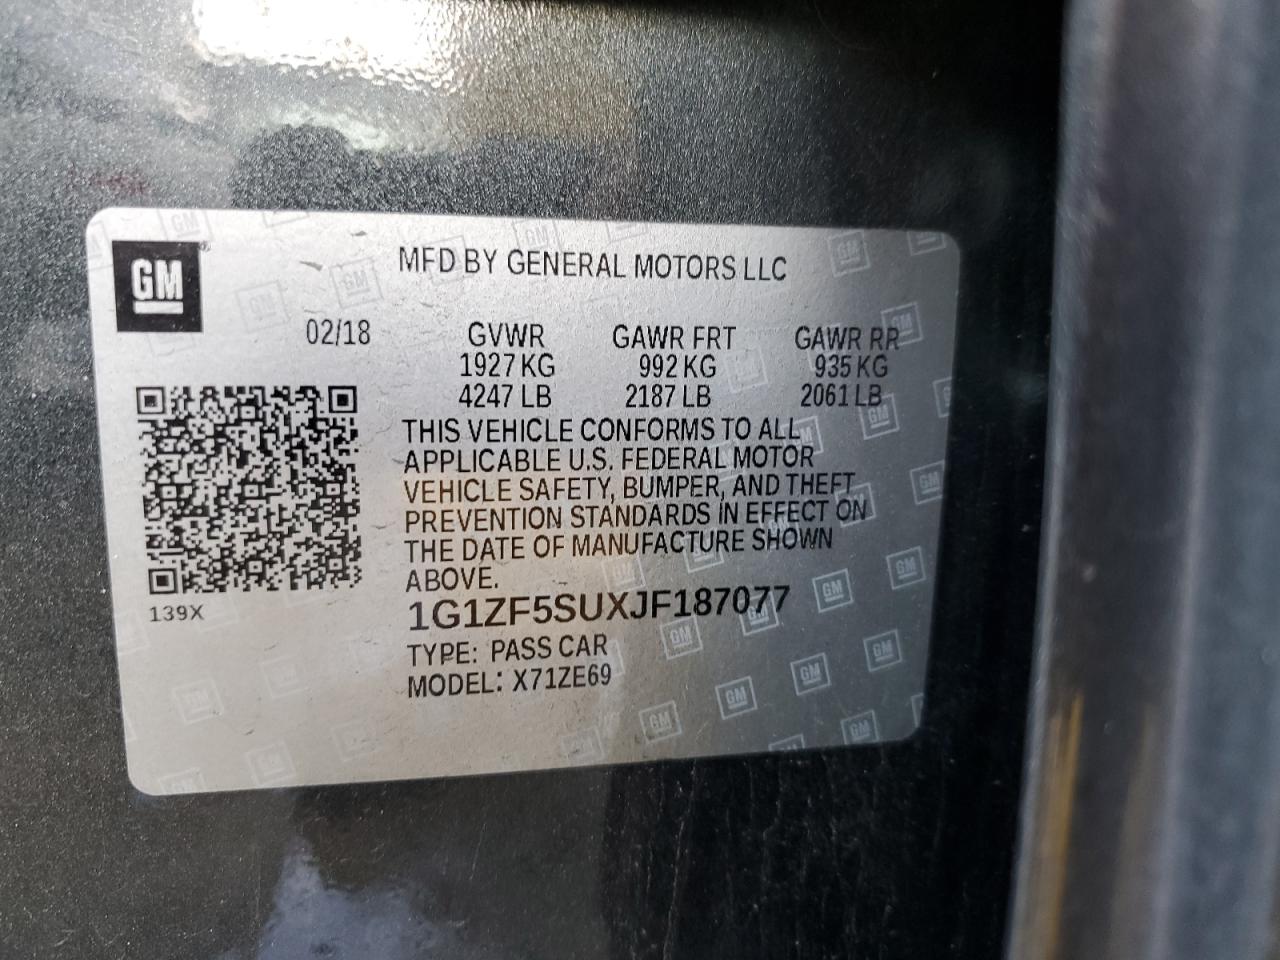 GM
MFD BY GENERAL MOTORS LLC
02/18 GVWR GAWR FRT GAWR RR
1927 KG 992 KG 935 KG
4247 LB 2187 LB 2061 LB
THIS VEHICLE CONFORMS TO ALL
APPLICABLE U.S. FEDERAL MOTOR
VEHICLE SAFETY, BUMPER, AND THEFT
PREVENTION STANDARDS IN EFFECT ON
THE DATE OF MANUFACTURE SHOWN
ABOVE.
139X
1G1ZF5SUXJF187077
TYPE: PASS CAR
MODEL: X71ZE69